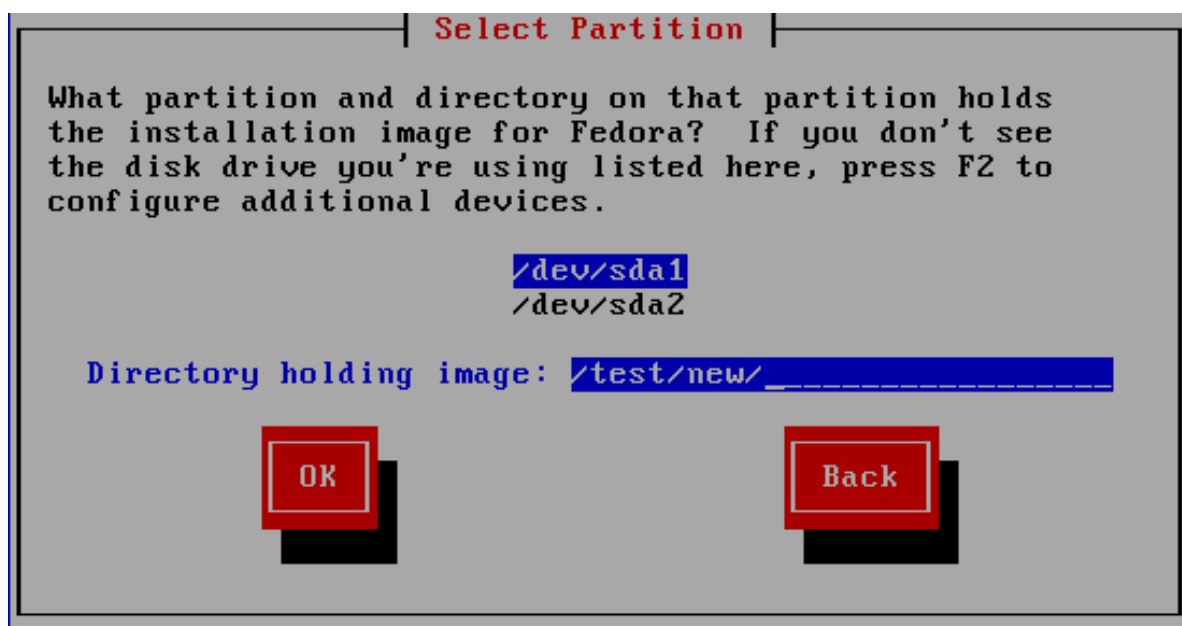 Select Partition
What partition and directory on that partition holds
the installation image for Fedora?  If you don't see
the disk drive you're using listed here, press F2 to
configure additional devices.
/dev/sda1
/dev/sda2
Directory holding image: /test/new/_________________
OK
Back